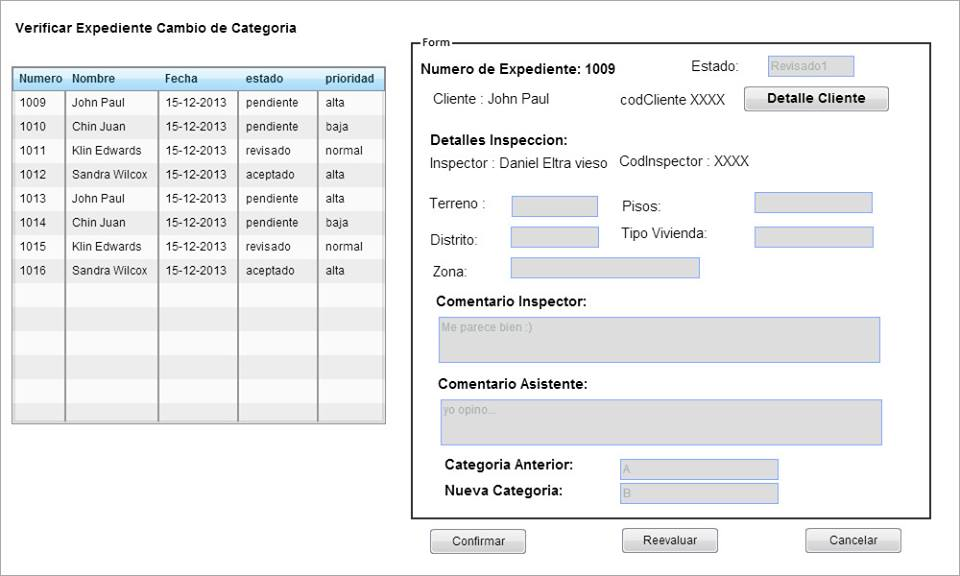 Verificar Expediente Cambio de Categoria
Numero Nombre Fecha estado prioridad
1009 John Paul 15-12-2013 pendiente alta
1010 Chin Juan 15-12-2013 pendiente baja
1011 Klin Edwards 15-12-2013 revisado normal
1012 Sandra Wilcox 15-12-2013 aceptado alta
1013 John Paul 15-12-2013 pendiente alta
1014 Chin Juan 15-12-2013 pendiente baja
1015 Klin Edwards 15-12-2013 revisado normal
1016 Sandra Wilcox 15-12-2013 aceptado alta
Form
Numero de Expediente: 1009 Estado: Revisado1
Cliente : John Paul codCliente XXXX Detalle Cliente
Detalles Inspeccion:
Inspector : Daniel Eltra vieso CodInspector : XXXX
Terreno : Pisos:
Distrito: Tipo Vivienda:
Zona:
Comentario Inspector:
Me parece bien :)
Comentario Asistente:
yo opino...
Categoria Anterior: A
Nueva Categoria: B
Confirmar Reevaluar Cancelar